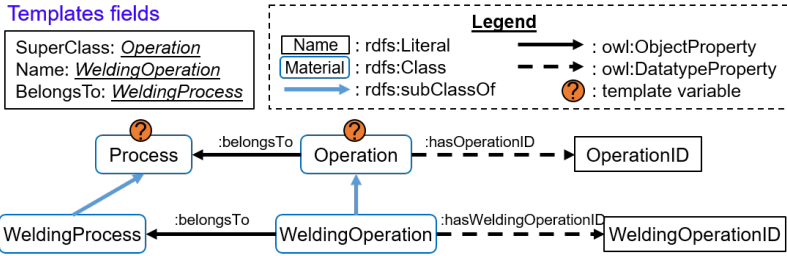 Templates fields
SuperClass: Operation
Name: WeldingOperation
BelongsTo: WeldingProcess
Legend
Name : rdfs:Literal
: owl:ObjectProperty
Material : rdfs:Class
: owl:DatatypeProperty
: rdfs:subClassOf
? : template variable
? ?
Process :belongsTo Operation :hasOperationID OperationID
WeldingProcess :belongsTo WeldingOperation :hasWeldingOperationID WeldingOperationID